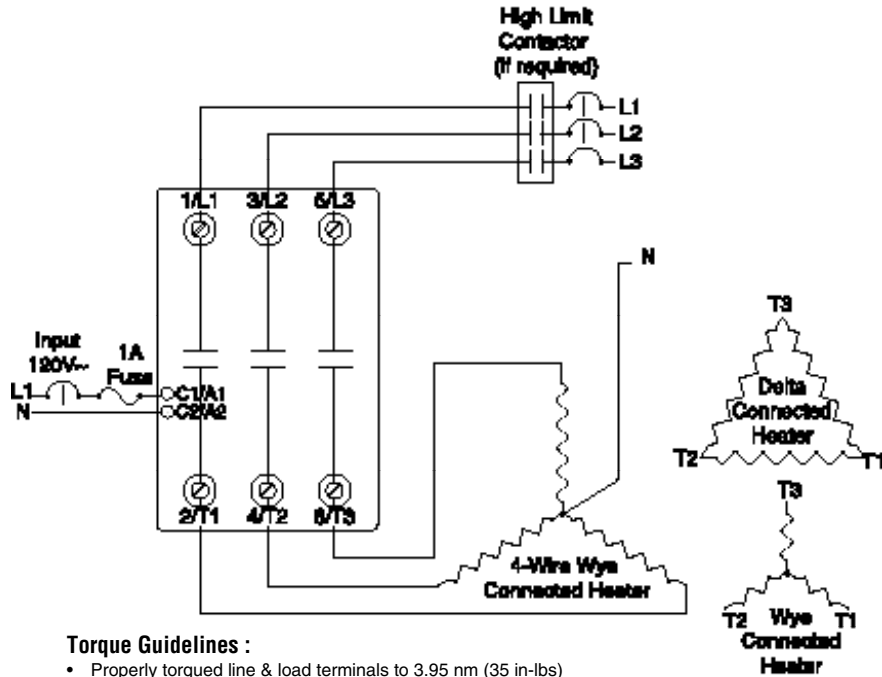 High Limit
Contactor
(If required)
L1
L2
L3
1/L1 3/L2 5/L3
N
Input
120V~
1A
Fuse
L1
N
C1/A1
C2/A2
2/T1 4/T2 6/T3
4-Wire Wye
Connected Heater
T3
Delta
Connected
Heater
T2 T1
T3
T2 Wye T1
Connected
Heater
Torque Guidelines :
• Properly torqued line & load terminals to 3.95 nm (35 in-lbs)